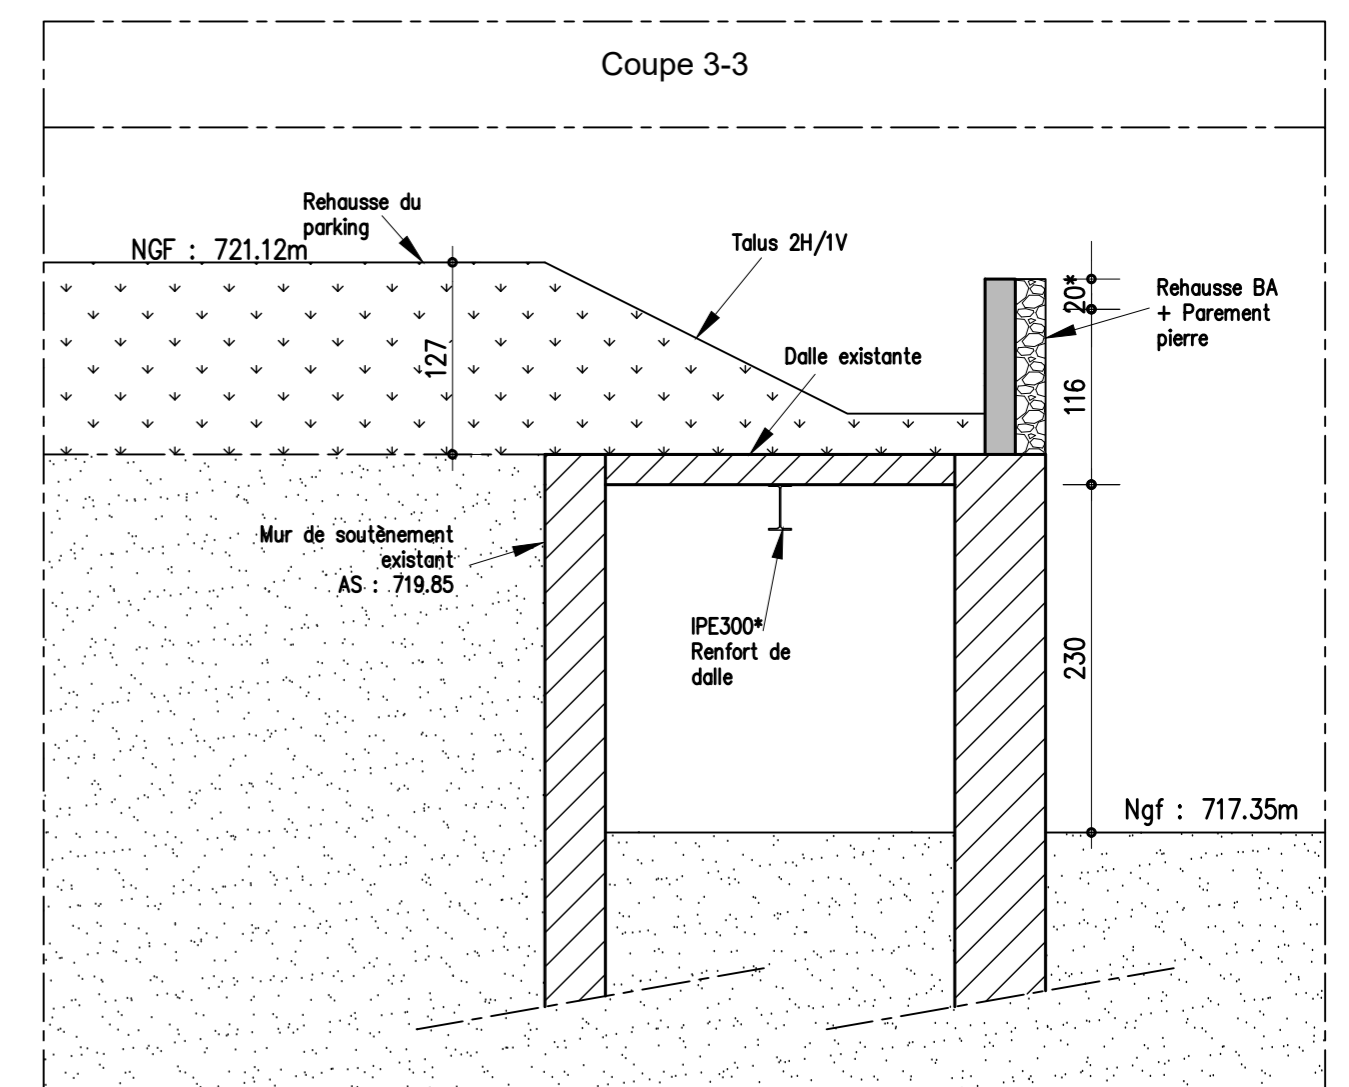 Coupe 3-3
Rehausse du
parking
NGF : 721.12m
Talus 2H/1V
20*
Rehausse BA
+ Parement
pierre
127
Dalle existante
116
Mur de soutènement
existant
AS : 719.85
IPE300*
Renfort de
dalle
230
Ngf : 717.35m